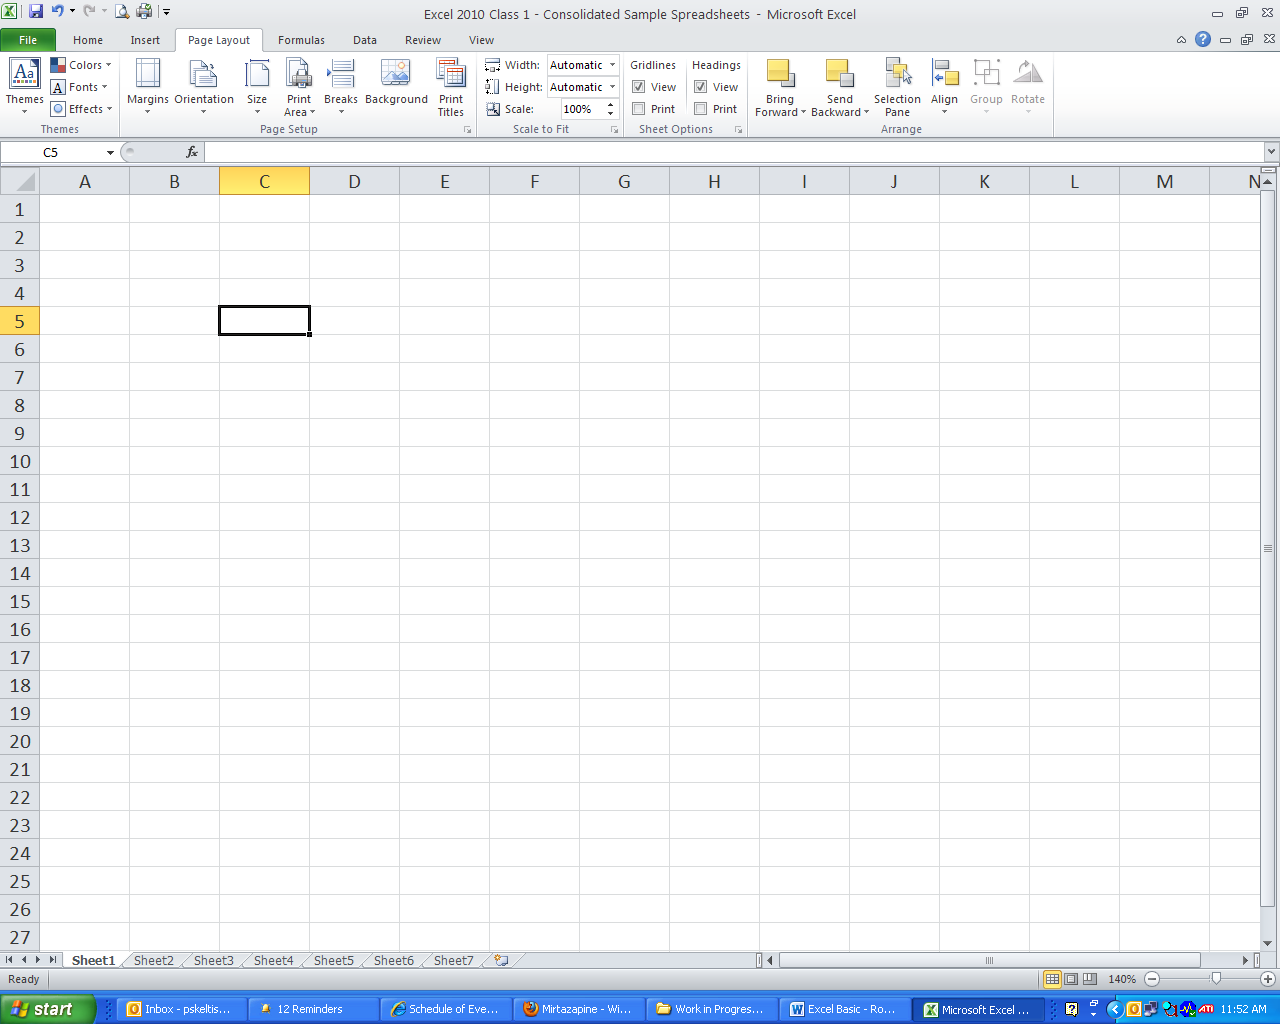 Excel 2010 Class 1 - Consolidated Sample Spreadsheets - Microsoft Excel
File Home Insert Page Layout Formulas Data Review View
Colors Width: Automatic Gridlines Headings
Aa Fonts Height: Automatic View View
Themes Effects Margins Orientation Size Print Area Breaks Background Print Titles Scale: 100% Print Print Bring Forward Send Backward Selection Pane Align Group Rotate
Themes Page Setup Scale to Fit Sheet Options Arrange
C5 fx
A B C D E F G H I J K L M N
1
2
3
4
5
6
7
8
9
10
11
12
13
14
15
16
17
18
19
20
21
22
23
24
25
26
27
Sheet1 Sheet2 Sheet3 Sheet4 Sheet5 Sheet6 Sheet7
Ready 140%
start Inbox - pskeltis... 12 Reminders Schedule of Eve... Mirtazapine - Wi... Work in Progres... Excel Basic - Ro... Microsoft Excel ... ATI 11:52 AM